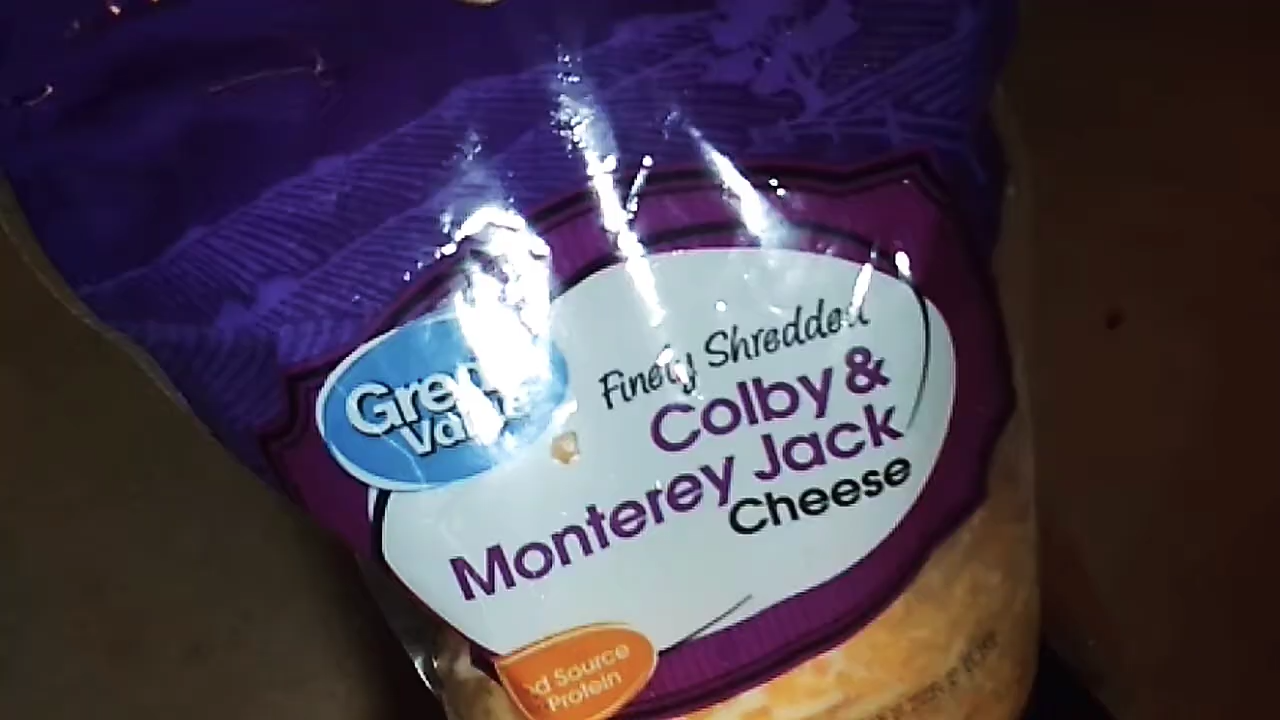 Great
Value
Finely Shredded
Colby &
Monterey Jack
Cheese
Source
Protein